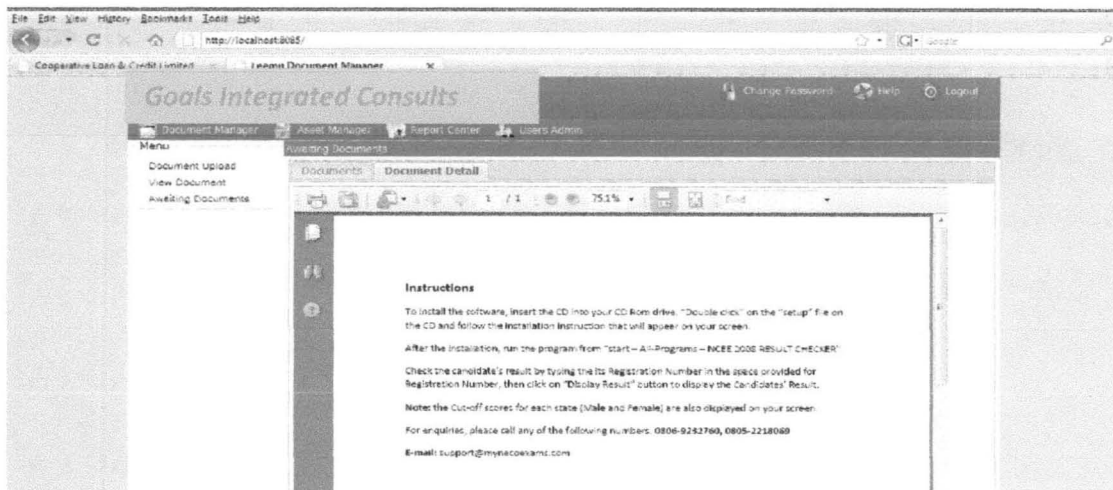 File Edit View History Bookmarks Tools Help
http://localhost:8085/
Google
Cooperative Loan & Credit Limited
Document Manager
Goals Integrated Consults
Change Password Help Logout
Document Manager Asset Manager Report Center Users Admin
Menu
Awaiting Documents
Document Upload
View Document
Awaiting Documents
Documents Document Detail
1 / 1 75.1% Find
Instructions
To install the software, insert the CD into your CD Rom drive. "Double click" on the "setup" file on
the CD and follow the installation instruction that will appear on your screen.
After the installation, run the program from "start – All-Programs – NCEE 2008 RESULT CHECKER"
Check the candidate's result by typing the its Registration Number in the space provided for
Registration Number, then click on "Display Result" button to display the Candidates' Result.
Note: the Cut-off scores for each state (Male and Female) are also displayed on your screen
For enquiries, please call any of the following numbers: 0806-9232760, 0805-2218069
E-mail: support@mynecoexams.com